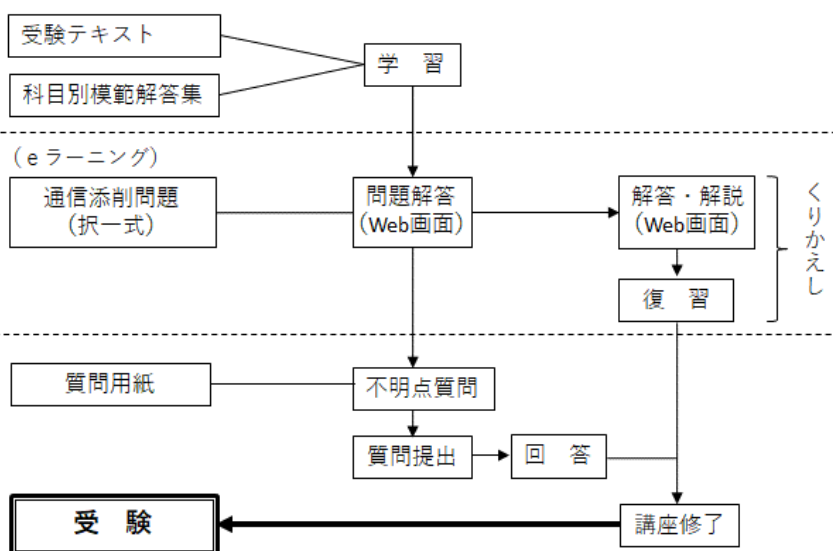 受験テキスト
学　習
科目別模範解答集
（ｅラーニング）
通信添削問題
（択一式）
問題解答
（Web画面）
解答・解説
（Web画面）
くりかえし
復　習
質問用紙
不明点質問
質問提出
回　答
受　験
講座修了